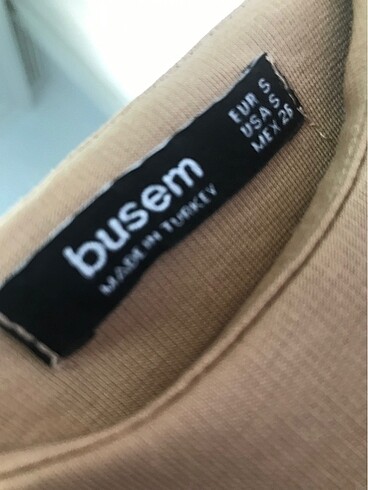 busem
MADE IN TURKEY
EUR S
USA S
MEX 26